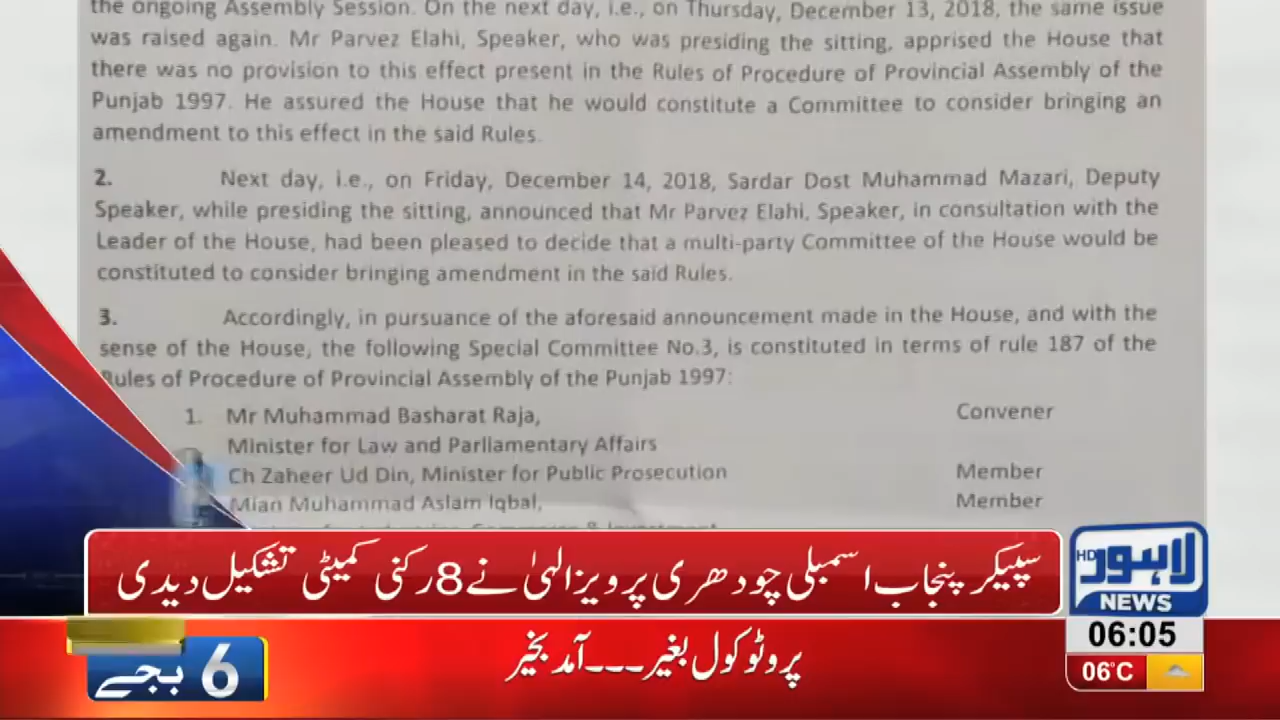 the ongoing Assembly Session. On the next day, i.e., on Thursday, December 13, 2018, the same issue
was raised again. Mr Parvez Elahi, Speaker, who was presiding the sitting, apprised the House that
there was no provision to this effect present in the Rules of Procedure of Provincial Assembly of the
Punjab 1997. He assured the House that he would constitute a Committee to consider bringing an
amendment to this effect in the said Rules.
2. Next day, i.e., on Friday, December 14, 2018, Sardar Dost Muhammad Mazari, Deputy
Speaker, while presiding the sitting, announced that Mr Parvez Elahi, Speaker, in consultation with the
Leader of the House, had been pleased to decide that a multi-party Committee of the House would be
constituted to consider bringing amendment in the said Rules.
3. Accordingly, in pursuance of the aforesaid announcement made in the House, and with the
sense of the House, the following Special Committee No.3, is constituted in terms of rule 187 of the
Rules of Procedure of Provincial Assembly of the Punjab 1997:
1. Mr Muhammad Basharat Raja, Convener
Minister for Law and Parliamentary Affairs
Ch Zaheer Ud Din, Minister for Public Prosecution Member
Mian Muhammad Aslam Iqbal, Member
سپیکر پنجاب اسمبلی چودھری پرویز الٰہی نے 8 رکنی کمیٹی تشکیل دیدی
لاہور HD
NEWS
06:05
06°C
پروٹوکول بغیر ۔۔۔ آمد بخیر
6 بجے